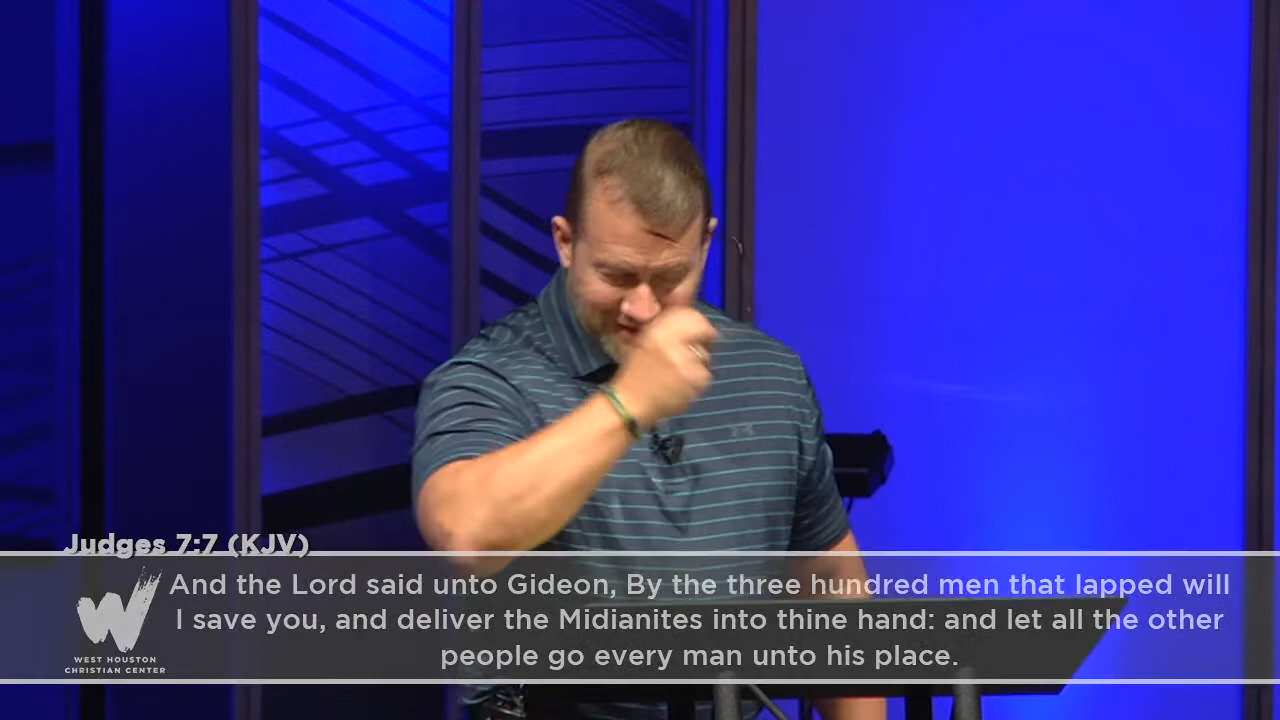 Judges 7:7 (KJV)
And the Lord said unto Gideon, By the three hundred men that lapped will
I save you, and deliver the Midianites into thine hand: and let all the other
people go every man unto his place.
WEST HOUSTON
CHRISTIAN CENTER